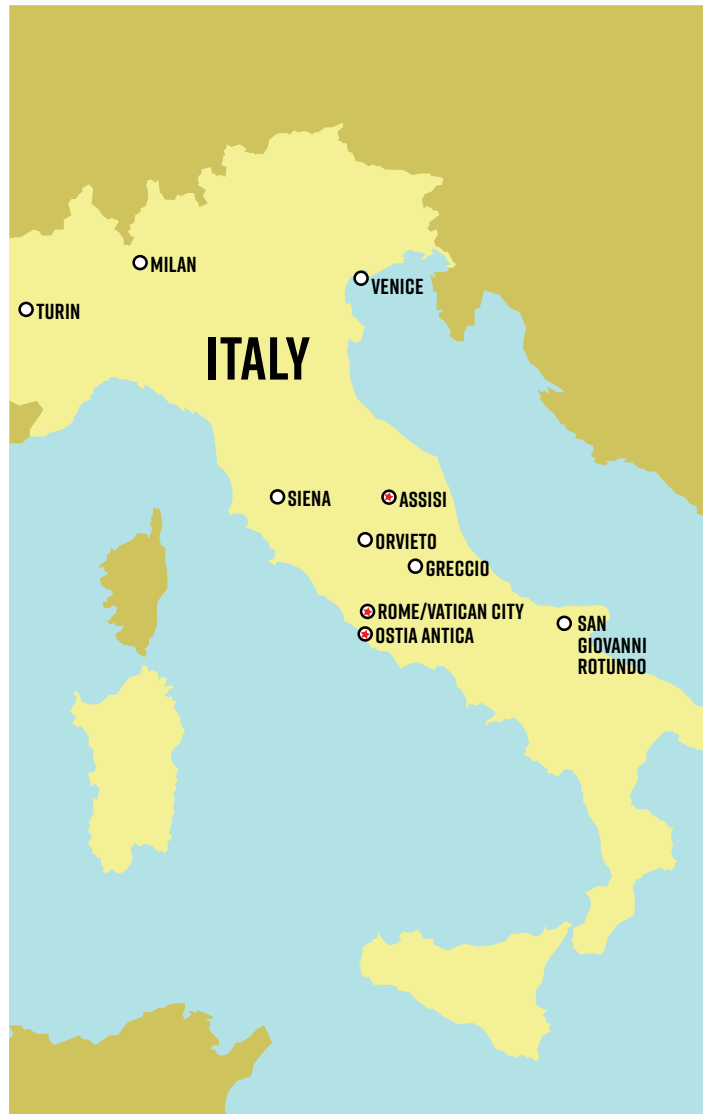 MILAN
VENICE
TURIN
ITALY
SIENA
ASSISI
ORVIETO
GRECCIO
ROME/VATICAN CITY
OSTIA ANTICA
SAN
GIOVANNI
ROTUNDO